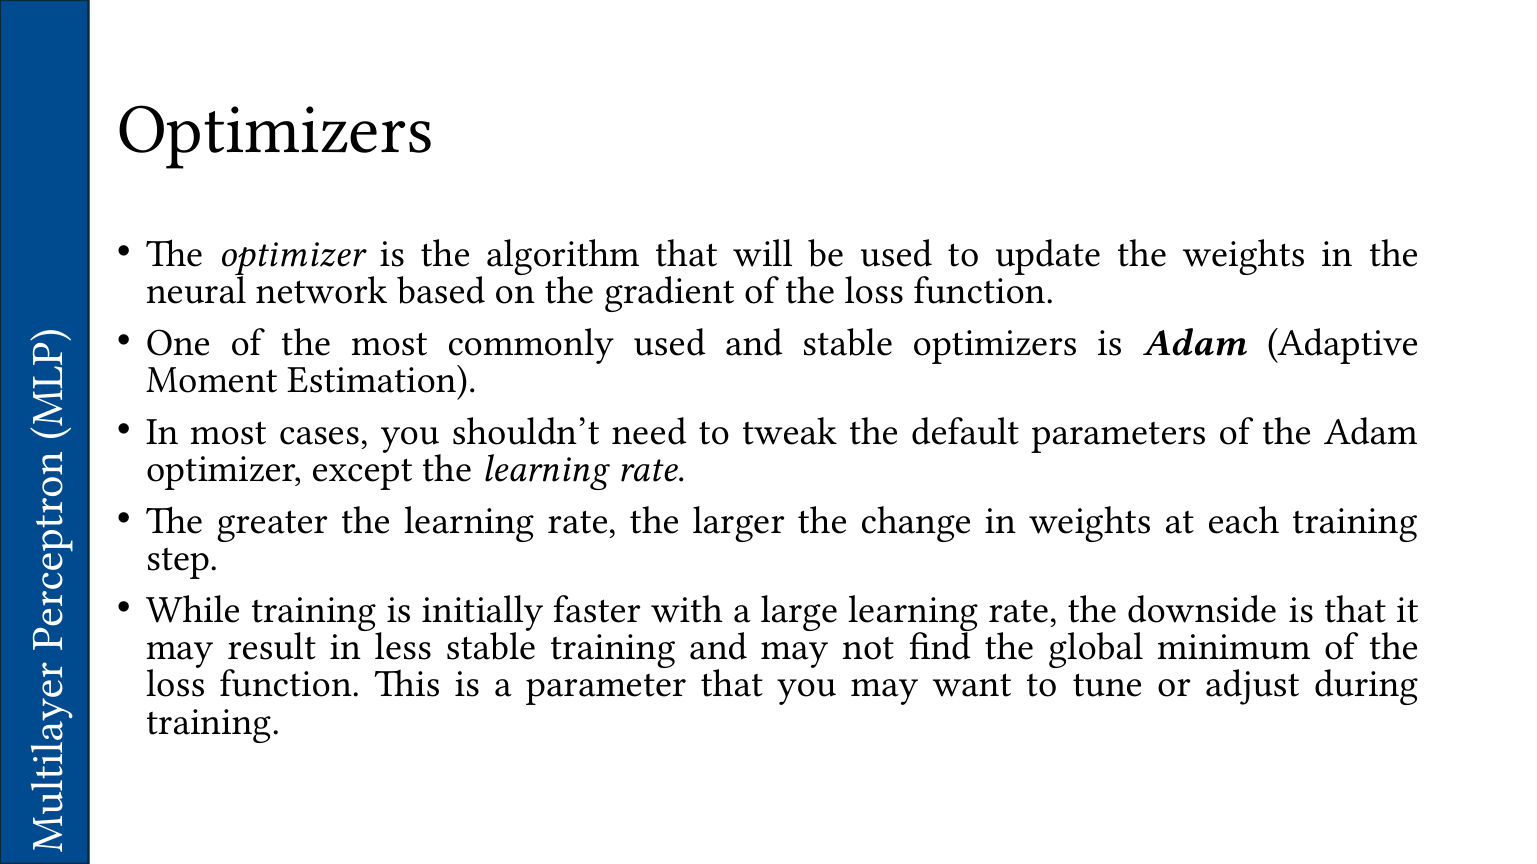 Optimizers
• The optimizer is the algorithm that will be used to update the weights in the
neural network based on the gradient of the loss function.
• One of the most commonly used and stable optimizers is Adam (Adaptive
Moment Estimation).
• In most cases, you shouldn’t need to tweak the default parameters of the Adam
optimizer, except the learning rate.
• The greater the learning rate, the larger the change in weights at each training
step.
• While training is initially faster with a large learning rate, the downside is that it
may result in less stable training and may not find the global minimum of the
loss function. This is a parameter that you may want to tune or adjust during
training.
Multilayer Perceptron (MLP)